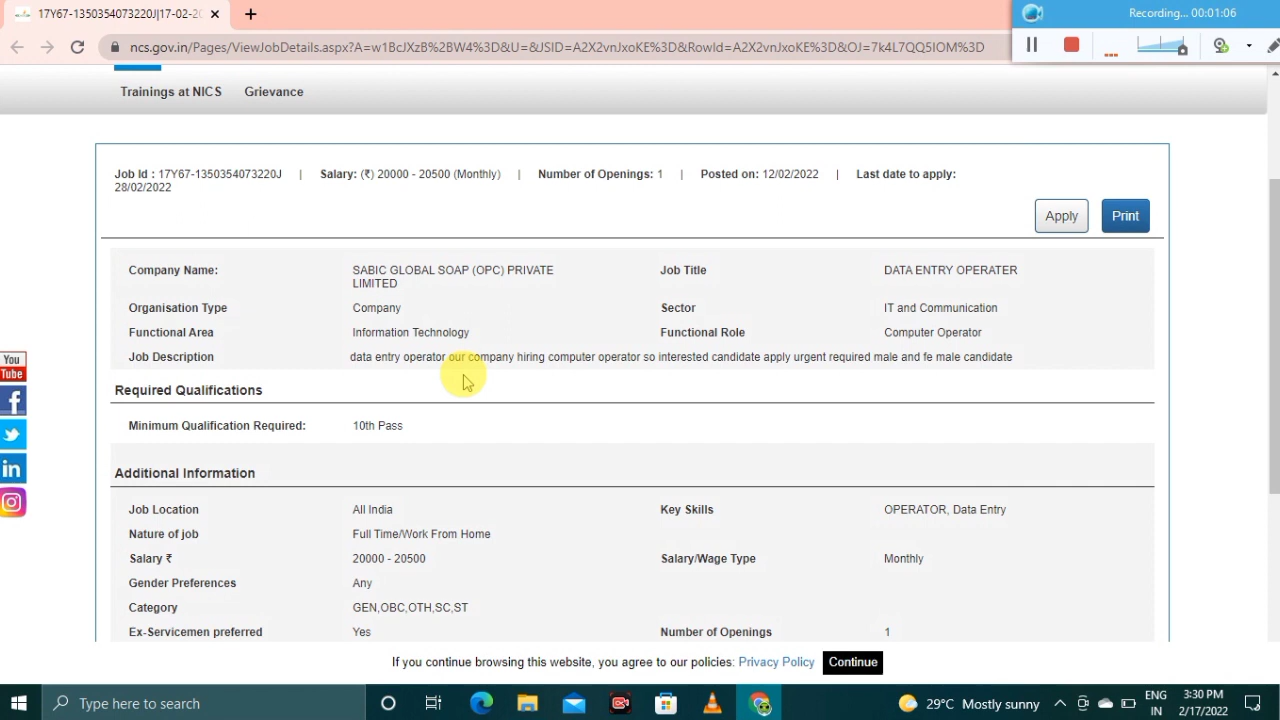 17Y67-1350354073220J|17-02-20
Recording... 00:01:06
ncs.gov.in/Pages/ViewJobDetails.aspx?A=w1BcJXzB%2BW4%3D&U=&JSID=A2X2vnJxoKE%3D&RowId=A2X2vnJxoKE%3D&OJ=7k4L7QQ5IOM%3D
Trainings at NICS Grievance
Job Id : 17Y67-1350354073220J | Salary: (₹) 20000 - 20500 (Monthly) | Number of Openings: 1 | Posted on: 12/02/2022 | Last date to apply:
28/02/2022
Apply Print
Company Name: SABIC GLOBAL SOAP (OPC) PRIVATE Job Title DATA ENTRY OPERATER
LIMITED
Organisation Type Company Sector IT and Communication
Functional Area Information Technology Functional Role Computer Operator
Job Description data entry operator our company hiring computer operator so interested candidate apply urgent required male and fe male candidate
You
Tube
Required Qualifications
Minimum Qualification Required: 10th Pass
Additional Information
Job Location All India Key Skills OPERATOR, Data Entry
Nature of job Full Time/Work From Home
Salary ₹ 20000 - 20500 Salary/Wage Type Monthly
Gender Preferences Any
Category GEN,OBC,OTH,SC,ST
Ex-Servicemen preferred Yes Number of Openings 1
If you continue browsing this website, you agree to our policies: Privacy Policy Continue
Type here to search
29°C Mostly sunny
ENG
IN
3:30 PM
2/17/2022